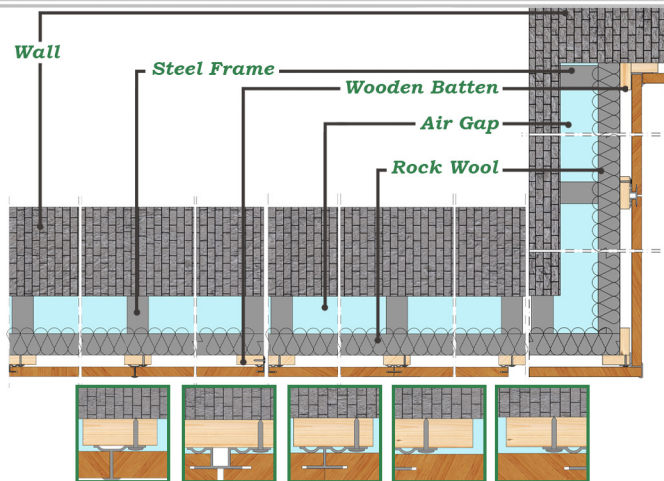 Wall
Steel Frame
Wooden Batten
Air Gap
Rock Wool